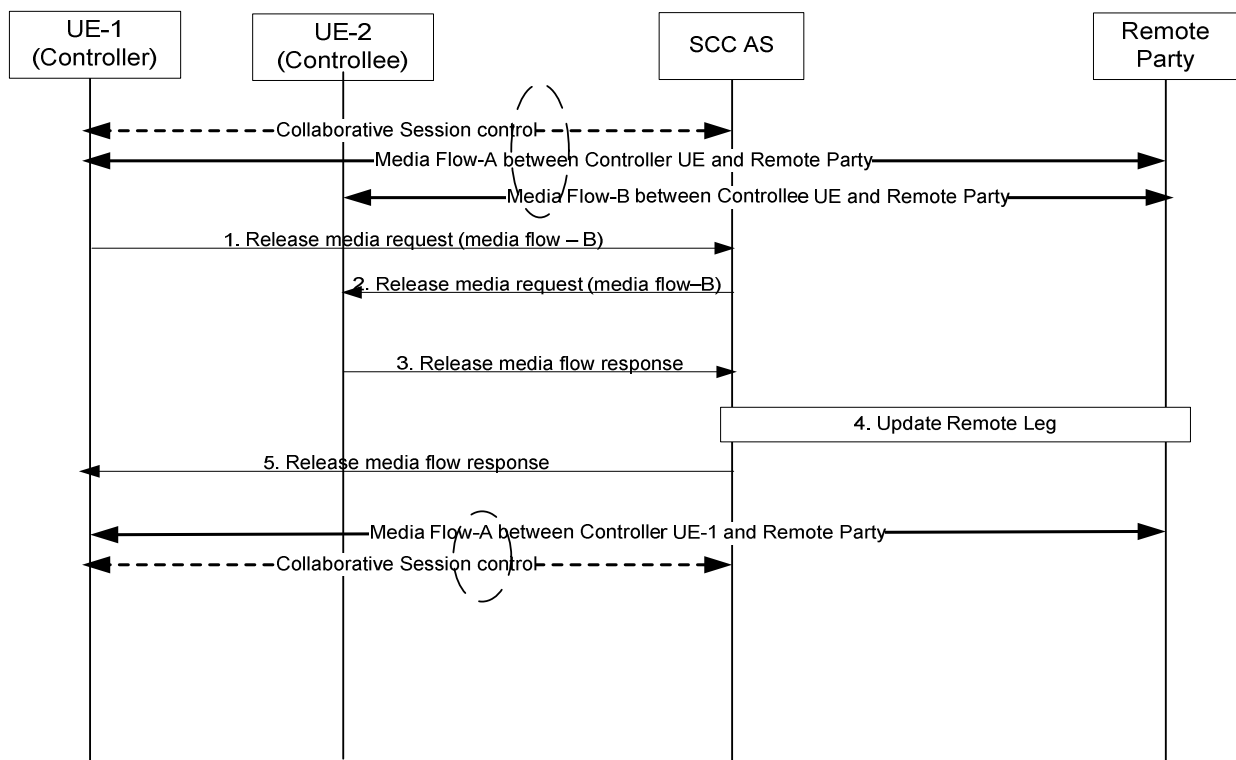 UE-1
(Controller)
UE-2
(Controllee)
SCC AS
Remote
Party
Collaborative Session control
Media Flow-A between Controller UE and Remote Party
Media Flow-B between Controllee UE and Remote Party
1. Release media request (media flow – B)
2. Release media request (media flow–B)
3. Release media flow response
4. Update Remote Leg
5. Release media flow response
Media Flow-A between Controller UE-1 and Remote Party
Collaborative Session control